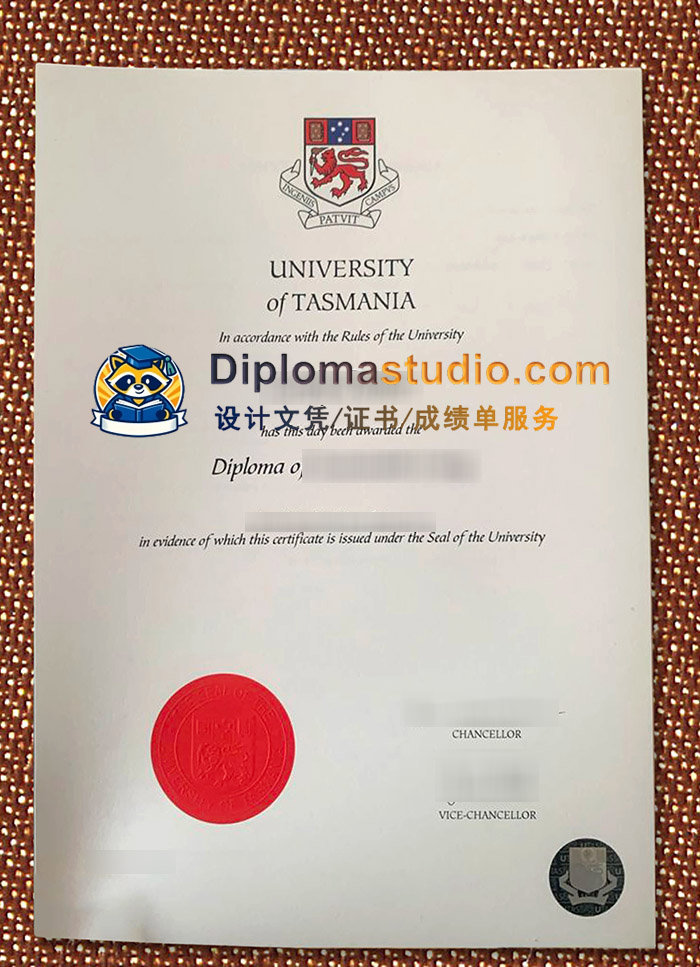 INGENIIS PATVIT CAMPVS
UNIVERSITY
of TASMANIA
In accordance with the Rules of the University
Diplomastudio.com
设计文凭/证书/成绩单服务
has this day been awarded the
Diploma of
in evidence of which this certificate is issued under the Seal of the University
CHANCELLOR
VICE-CHANCELLOR